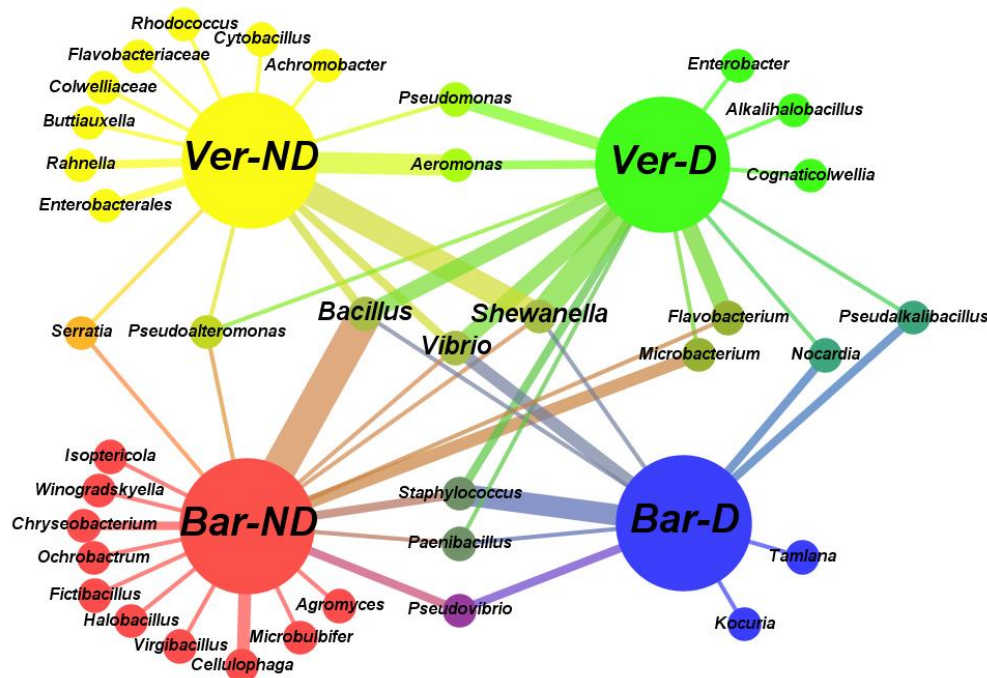 Rhodococcus
Cytobacillus
Flavobacteriaceae
Achromobacter
Colwelliaceae
Buttiauxella
Rahnella
Enterobacterales
Ver-ND
Pseudomonas
Aeromonas
Ver-D
Enterobacter
Alkalihalobacillus
Cognaticolwellia
Serratia
Pseudoalteromonas
Bacillus
Shewanella
Vibrio
Flavobacterium
Microbacterium
Pseudalkalibacillus
Nocardia
Isoptericola
Winogradskyella
Chryseobacterium
Ochrobactrum
Fictibacillus
Halobacillus
Virgibacillus
Cellulophaga
Microbulbifer
Agromyces
Bar-ND
Staphylococcus
Paenibacillus
Pseudovibrio
Bar-D
Tamlana
Kocuria